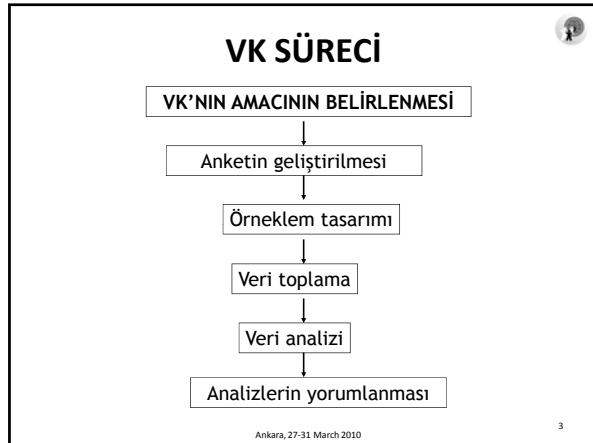 VK SÜRECİ
VK’NIN AMACININ BELİRLENMESİ
Anketin geliştirilmesi
Örneklem tasarımı
Veri toplama
Veri analizi
Analizlerin yorumlanması
Ankara, 27-31 March 2010
3